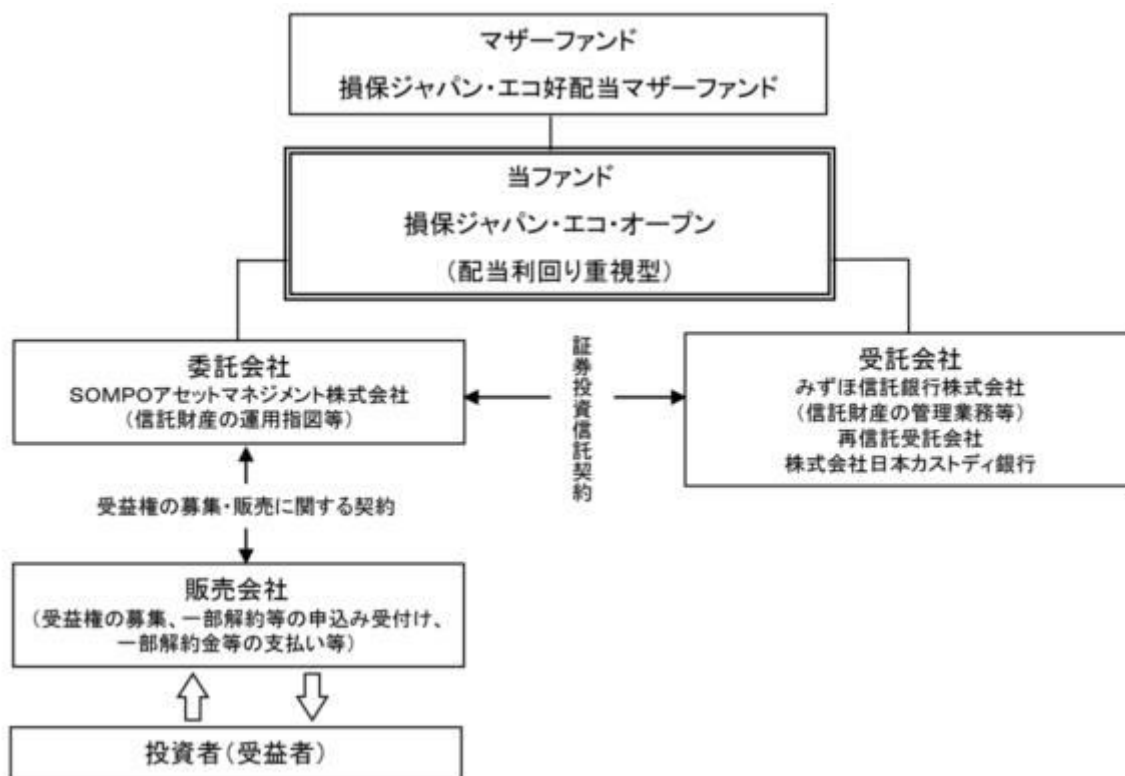 マザーファンド
損保ジャパン・エコ好配当マザーファンド
当ファンド
損保ジャパン・エコ・オープン
（配当利回り重視型）
委託会社
SOMPOアセットマネジメント株式会社
（信託財産の運用指図等）
証券投資信託契約
受託会社
みずほ信託銀行株式会社
（信託財産の管理業務等）
再信託受託会社
株式会社日本カストディ銀行
受益権の募集・販売に関する契約
販売会社
（受益権の募集、一部解約等の申込み受付け、
一部解約金等の支払い等）
投資者（受益者）